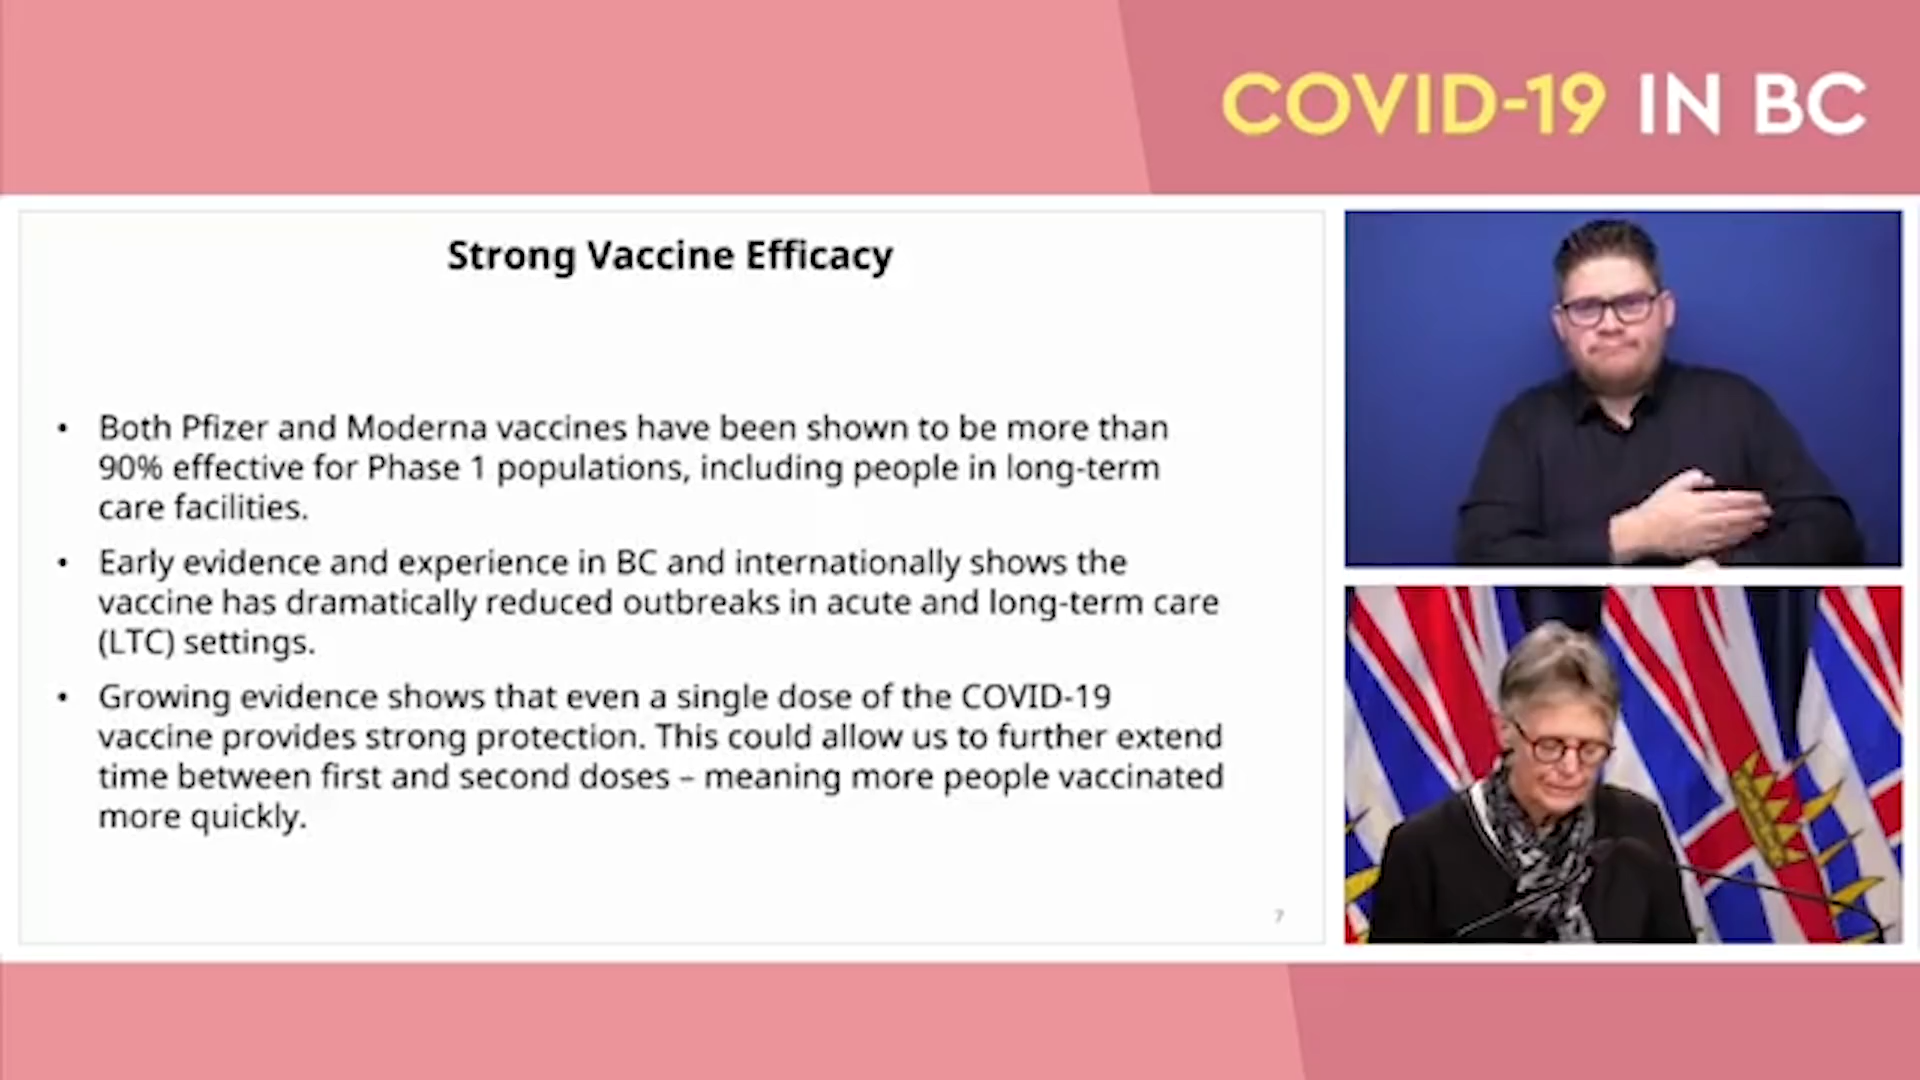 COVID-19 IN BC
Strong Vaccine Efficacy
• Both Pfizer and Moderna vaccines have been shown to be more than
90% effective for Phase 1 populations, including people in long-term
care facilities.
• Early evidence and experience in BC and internationally shows the
vaccine has dramatically reduced outbreaks in acute and long-term care
(LTC) settings.
• Growing evidence shows that even a single dose of the COVID-19
vaccine provides strong protection. This could allow us to further extend
time between first and second doses – meaning more people vaccinated
more quickly.
7